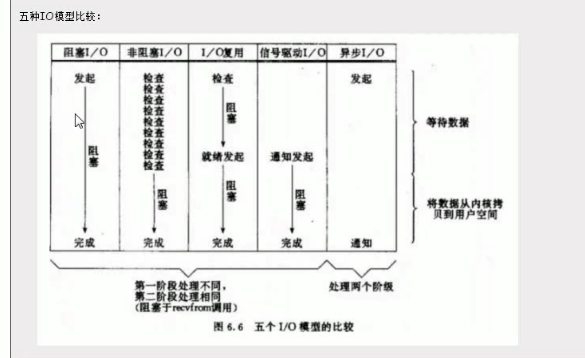 五种IO模型比较：
阻塞I/O 非阻塞I/O I/O复用 信号驱动I/O 异步I/O
发起 检查 检查 发起
检查
检查
检查
检查
检查
检查
检查
检查
阻塞
阻塞
等待数据
就绪发起 通知发起
阻塞
阻塞
阻塞
将数据从内核拷
贝到用户空间
完成 完成 完成 完成 通知
第一阶段处理不同，
第二阶段处理相同
(阻塞于recvfrom调用)
处理两个阶级
图 6.6 五个 I/O 模型的比较